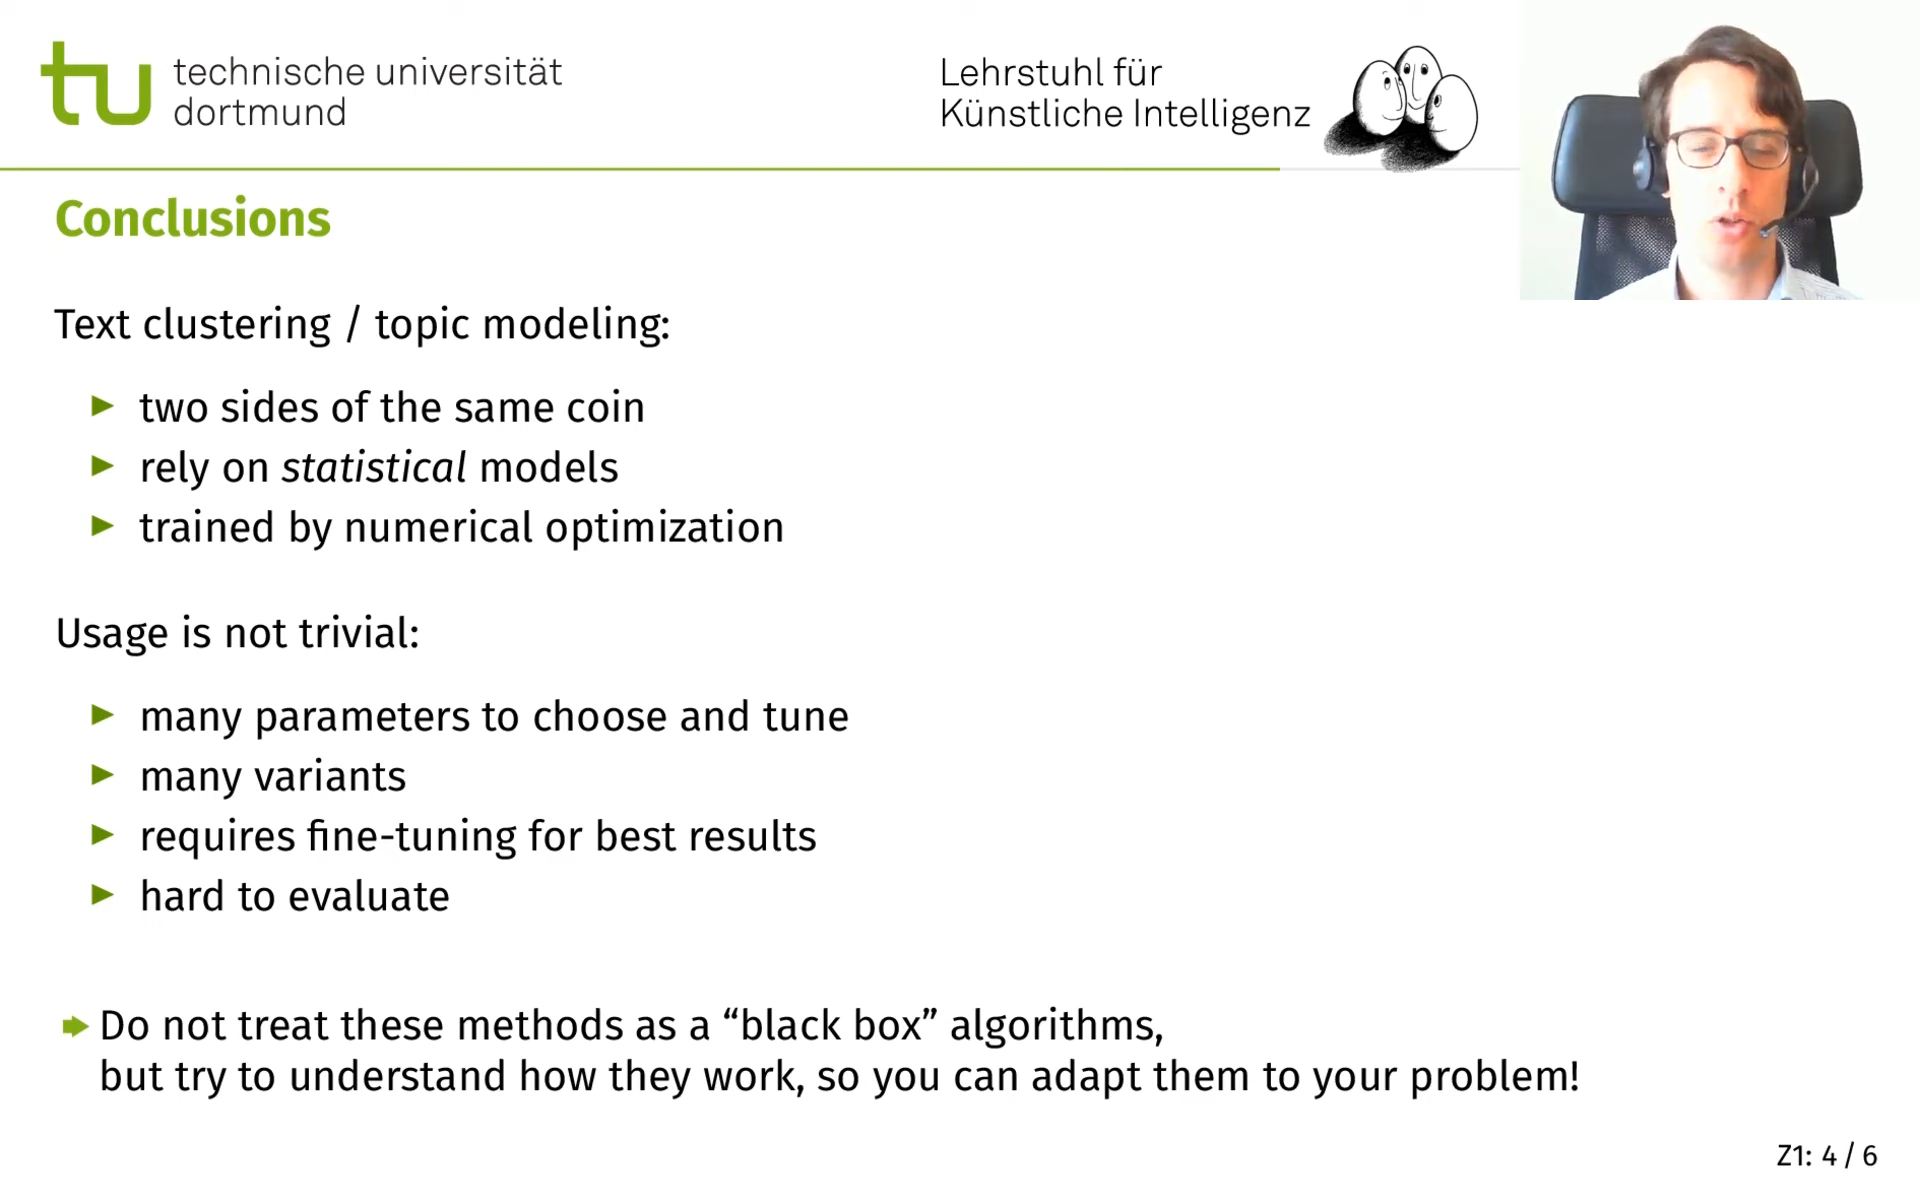 technische universität
dortmund
Lehrstuhl für
Künstliche Intelligenz
Conclusions
Text clustering / topic modeling:
two sides of the same coin
rely on statistical models
trained by numerical optimization
Usage is not trivial:
many parameters to choose and tune
many variants
requires fine-tuning for best results
hard to evaluate
Do not treat these methods as a “black box” algorithms,
but try to understand how they work, so you can adapt them to your problem!
Z1: 4 / 6